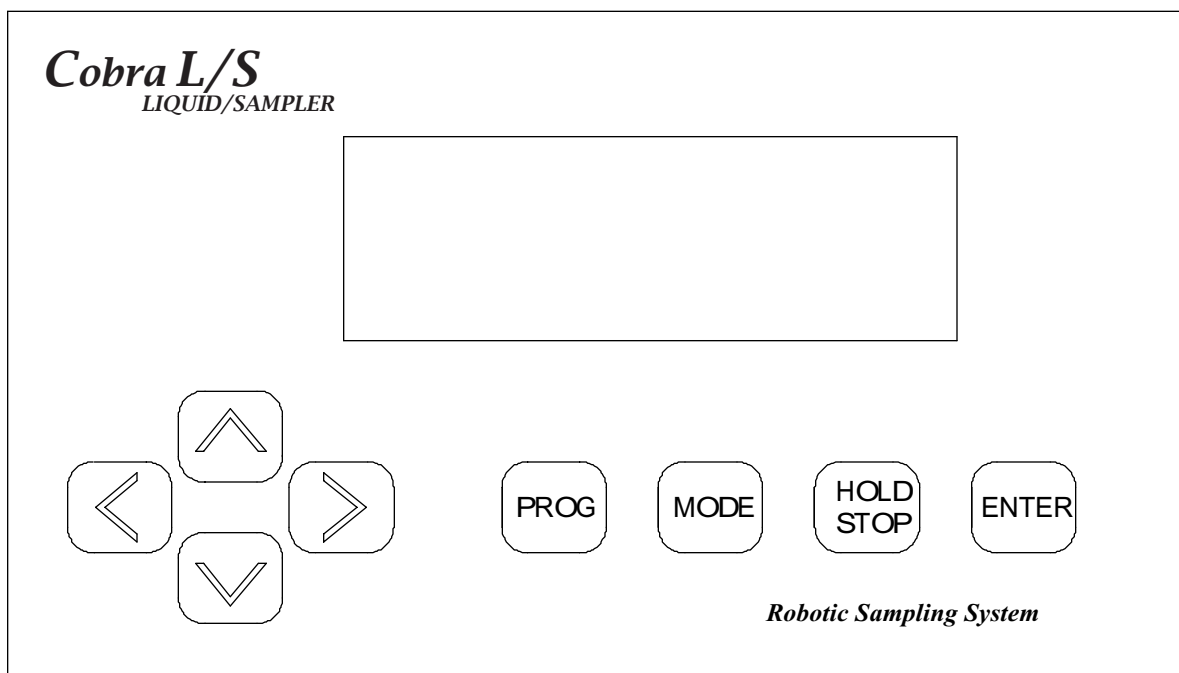 Cobra L/S
LIQUID/SAMPLER
PROG
MODE
HOLD
STOP
ENTER
Robotic Sampling System